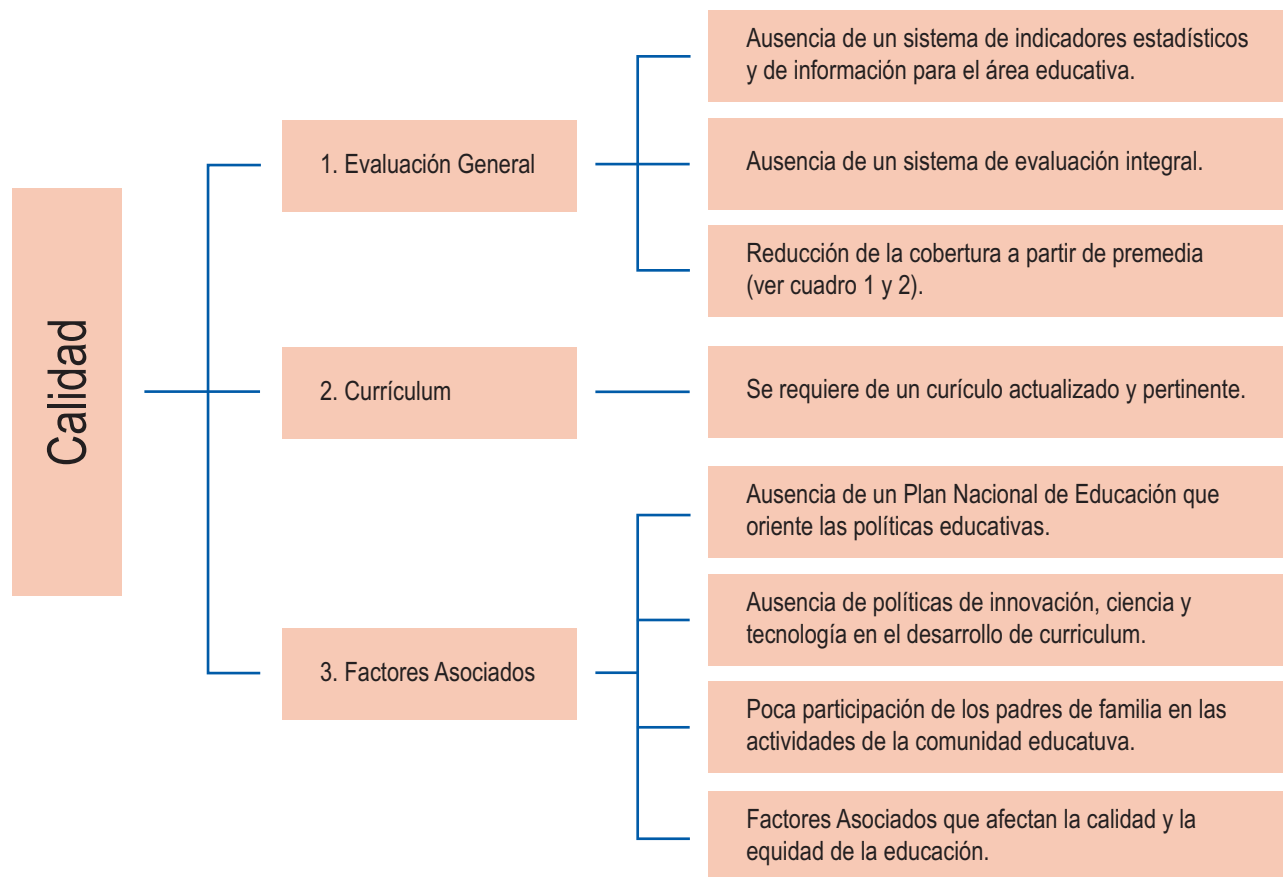 Calidad
1. Evaluación General
Ausencia de un sistema de indicadores estadísticos
y de información para el área educativa.
Ausencia de un sistema de evaluación integral.
Reducción de la cobertura a partir de premedia
(ver cuadro 1 y 2).
2. Currículum
Se requiere de un curículo actualizado y pertinente.
3. Factores Asociados
Ausencia de un Plan Nacional de Educación que
oriente las políticas educativas.
Ausencia de políticas de innovación, ciencia y
tecnología en el desarrollo de curriculum.
Poca participación de los padres de familia en las
actividades de la comunidad educatuva.
Factores Asociados que afectan la calidad y la
equidad de la educación.